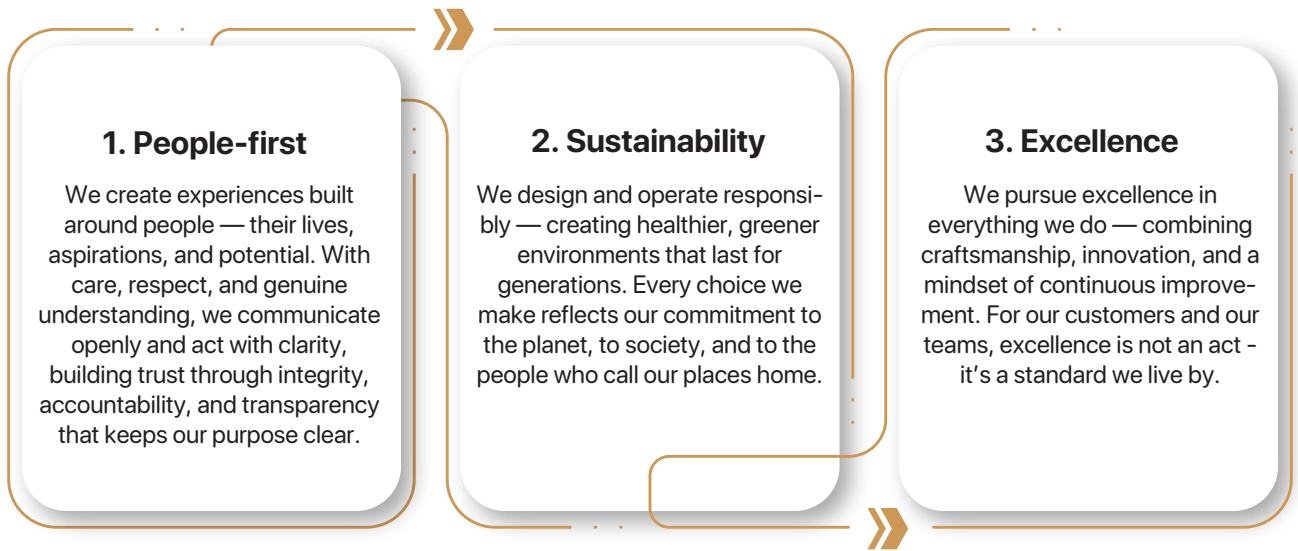 1. People-first
We create experiences built
around people — their lives,
aspirations, and potential. With
care, respect, and genuine
understanding, we communicate
openly and act with clarity,
building trust through integrity,
accountability, and transparency
that keeps our purpose clear.
2. Sustainability
We design and operate responsi-
bly — creating healthier, greener
environments that last for
generations. Every choice we
make reflects our commitment to
the planet, to society, and to the
people who call our places home.
3. Excellence
We pursue excellence in
everything we do — combining
craftsmanship, innovation, and a
mindset of continuous improve-
ment. For our customers and our
teams, excellence is not an act -
it’s a standard we live by.